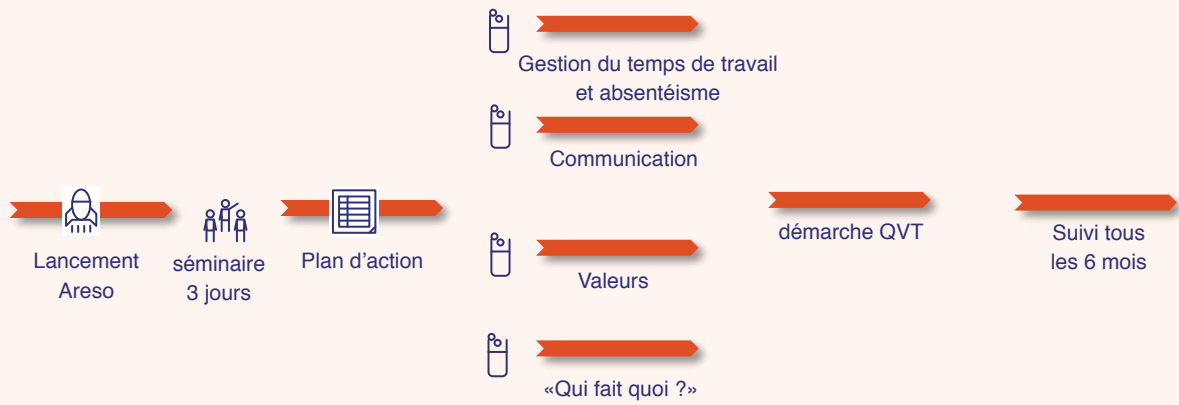 Lancement
Areso
séminaire
3 jours
Plan d’action
Gestion du temps de travail
et absentéisme
Communication
Valeurs
«Qui fait quoi ?»
démarche QVT
Suivi tous
les 6 mois